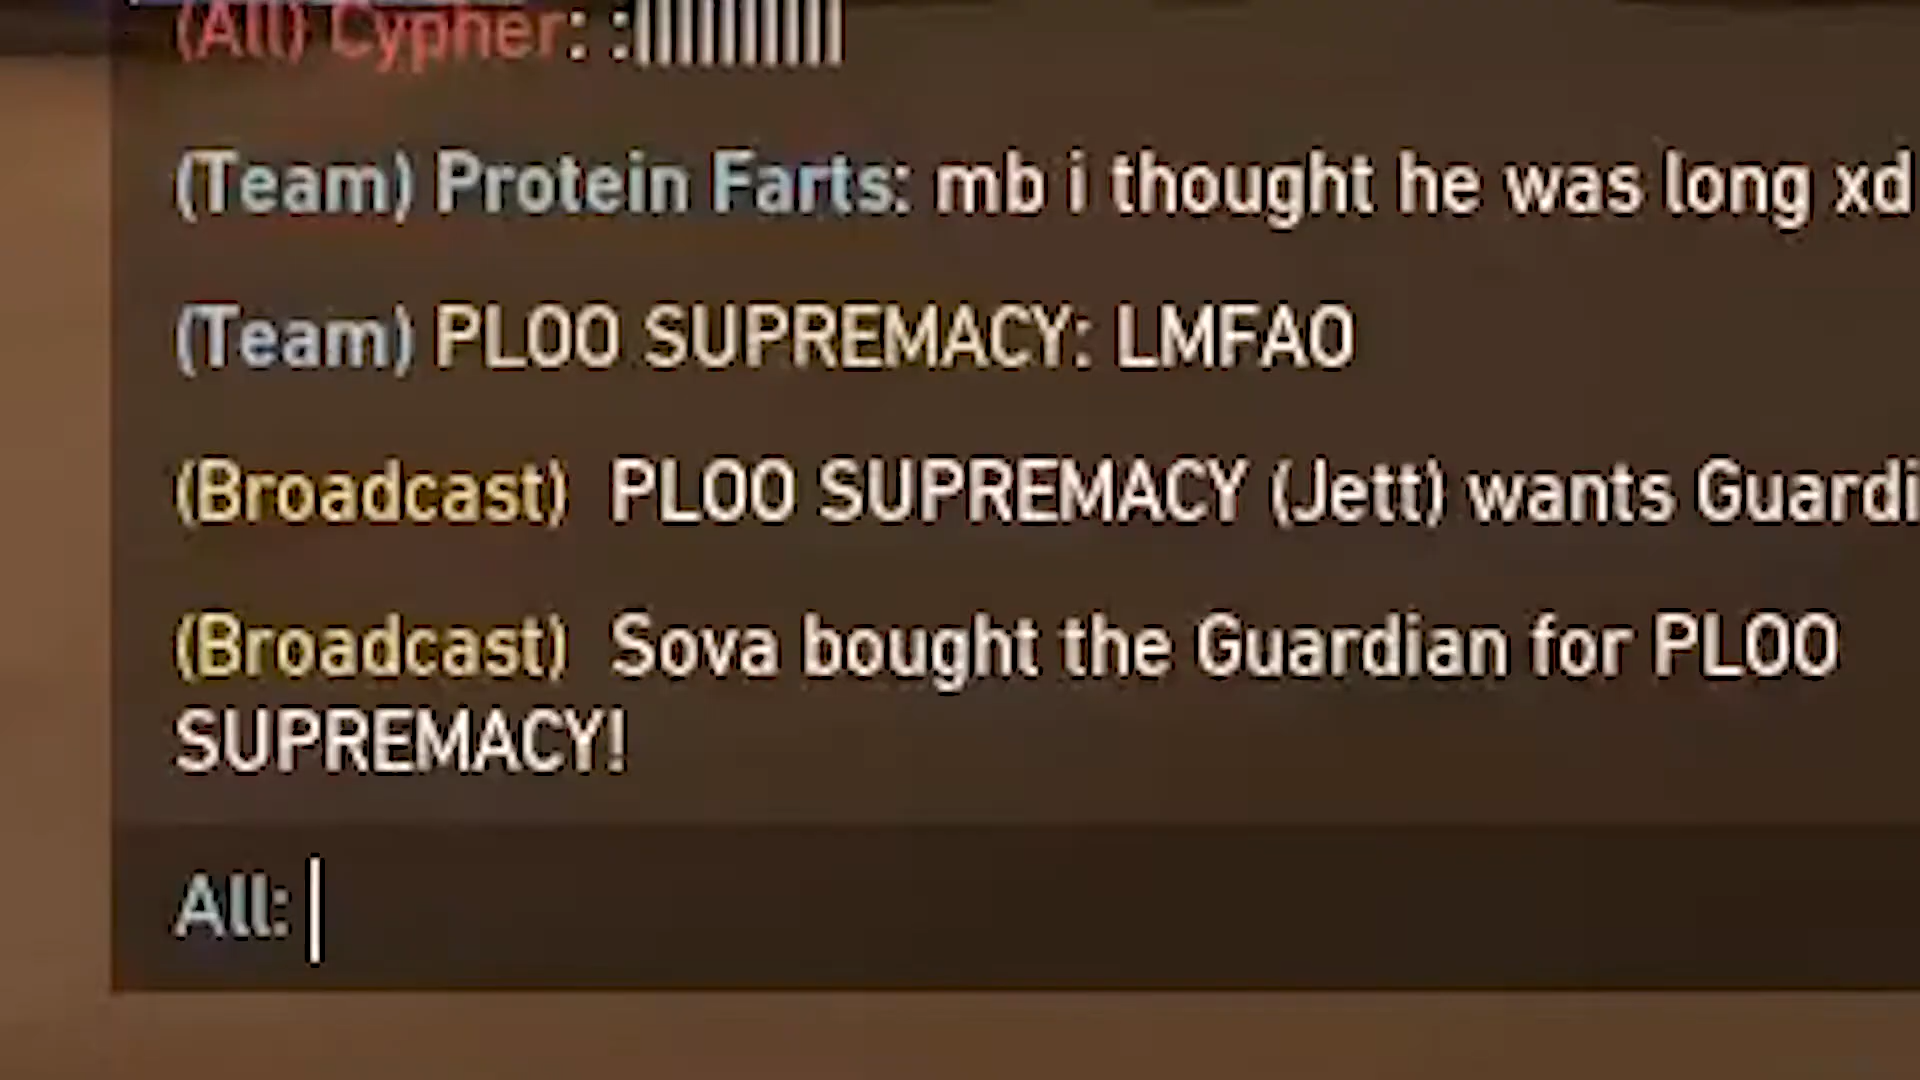 (All) Cypher: :||||||||||
(Team) Protein Farts: mb i thought he was long xd
(Team) PLOO SUPREMACY: LMFAO
(Broadcast) PLOO SUPREMACY (Jett) wants Guardi
(Broadcast) Sova bought the Guardian for PLOO
SUPREMACY!
All: